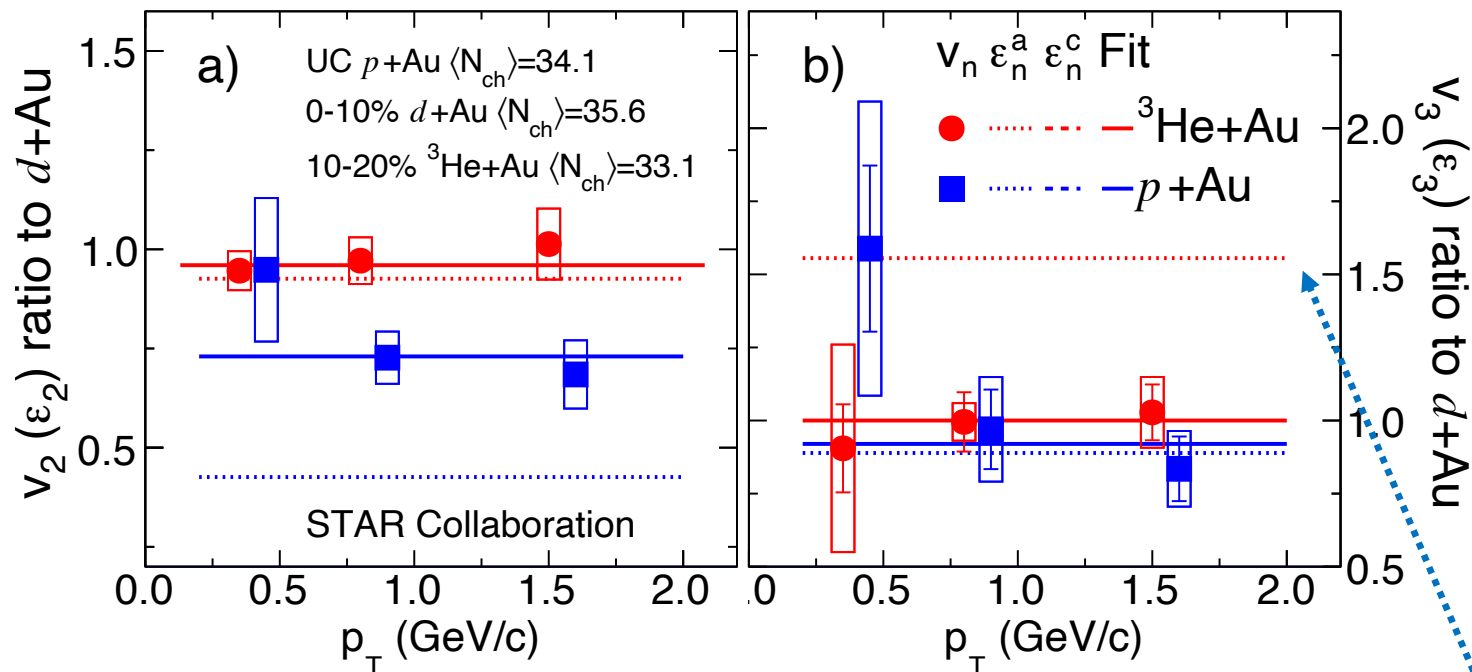 v₂ (ε₂) ratio to d+Au
1.5
1.0
0.5
a)
UC p+Au ⟨N_ch⟩=34.1
0-10% d+Au ⟨N_ch⟩=35.6
10-20% ³He+Au ⟨N_ch⟩=33.1
STAR Collaboration
0.0 0.5 1.0 1.5 2.0
p_T (GeV/c)
b)
v_n ε_n^a ε_n^c Fit
³He+Au
p+Au
.0 0.5 1.0 1.5 2.0
p_T (GeV/c)
2.0
1.5
1.0
0.5
v₃ (ε₃) ratio to d+Au